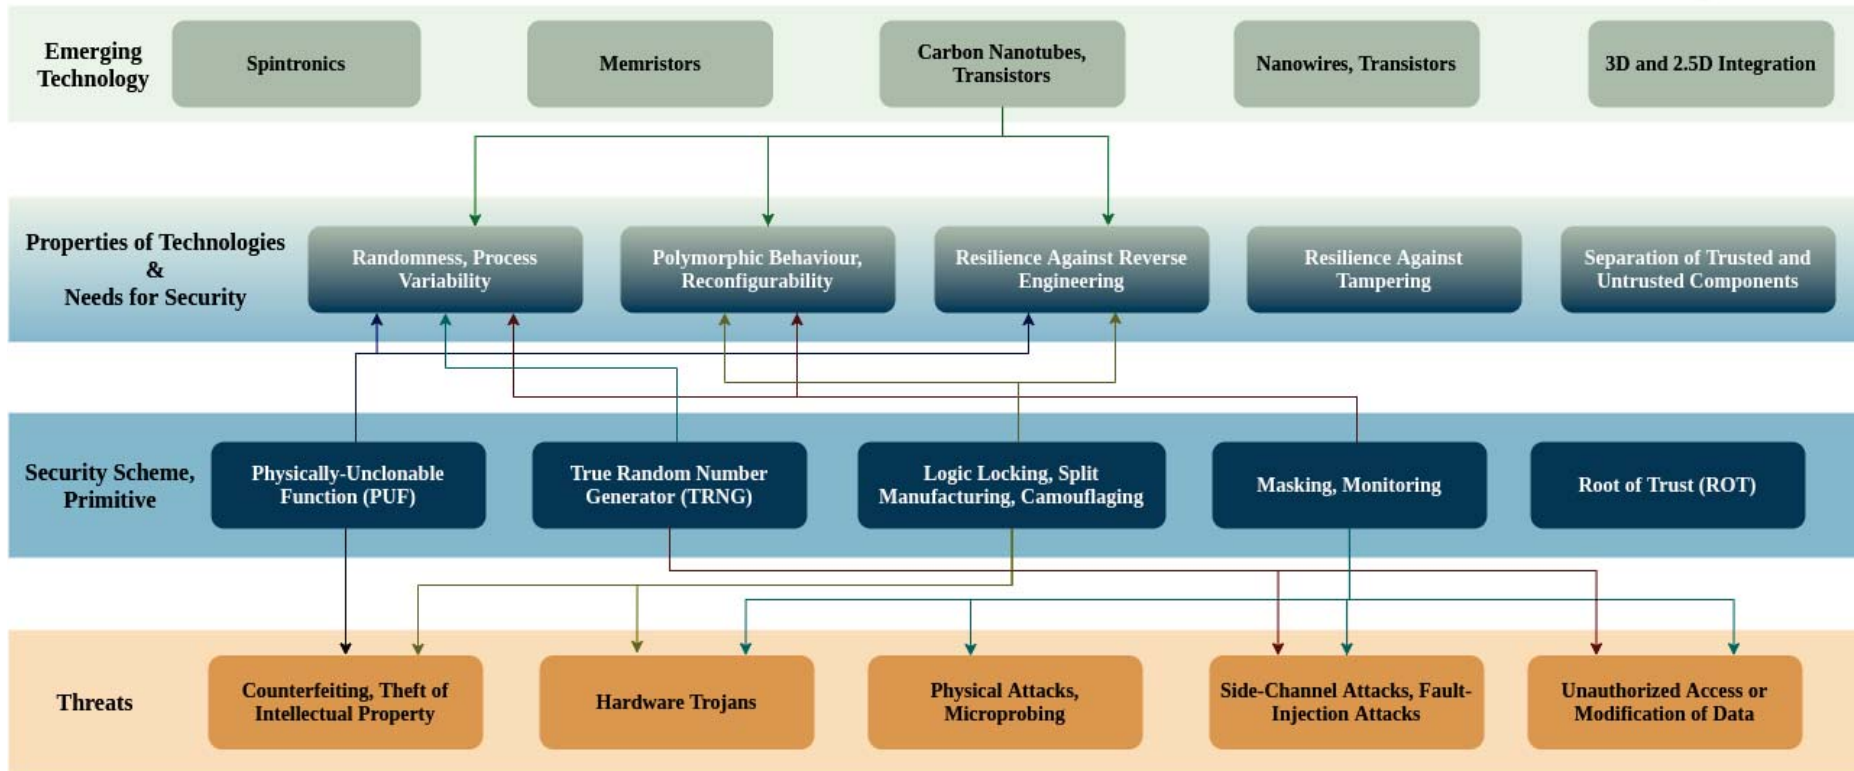 Emerging
Technology
Spintronics
Memristors
Carbon Nanotubes,
Transistors
Nanowires, Transistors
3D and 2.5D Integration
Properties of Technologies
&
Needs for Security
Randomness, Process
Variability
Polymorphic Behaviour,
Reconfigurability
Resilience Against Reverse
Engineering
Resilience Against
Tampering
Separation of Trusted and
Untrusted Components
Security Scheme,
Primitive
Physically-Unclonable
Function (PUF)
True Random Number
Generator (TRNG)
Logic Locking, Split
Manufacturing, Camouflaging
Masking, Monitoring
Root of Trust (ROT)
Threats
Counterfeiting, Theft of
Intellectual Property
Hardware Trojans
Physical Attacks,
Microprobing
Side-Channel Attacks, Fault-
Injection Attacks
Unauthorized Access or
Modification of Data